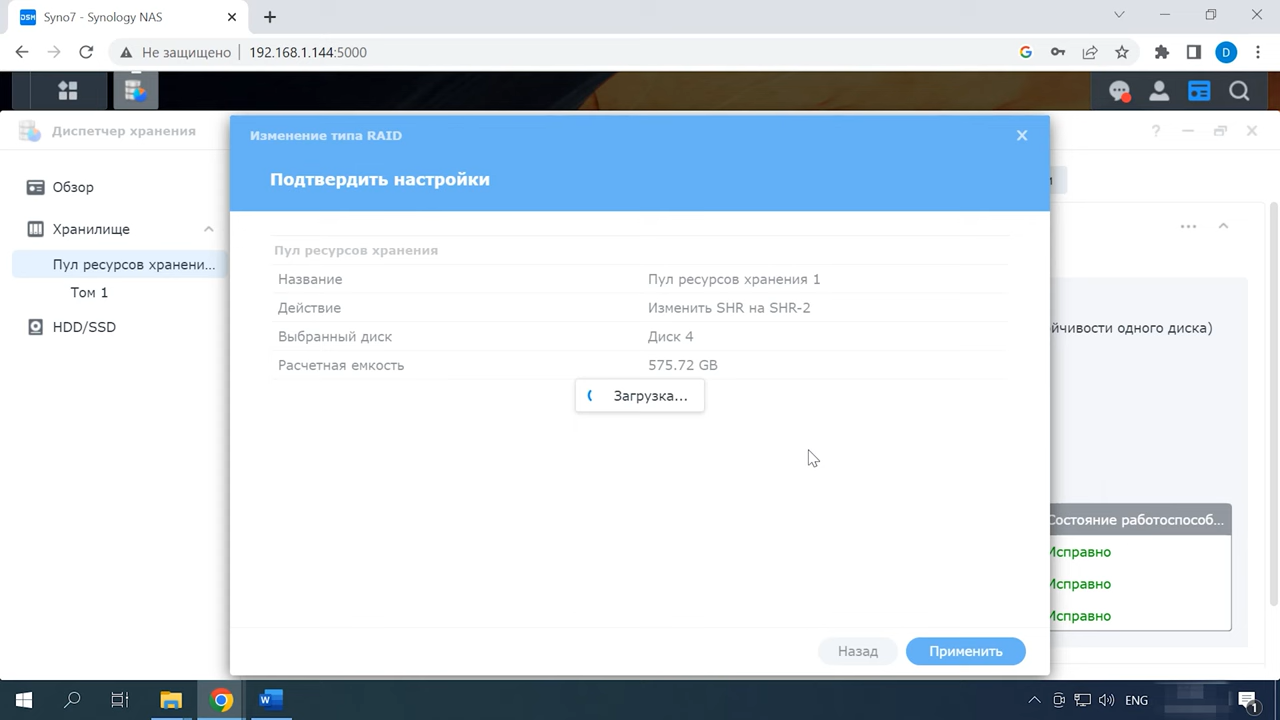 DSM
Syno7 - Synology NAS
Не защищено
192.168.1.144:5000
D
Диспетчер хранения
Изменение типа RAID
Подтвердить настройки
и
Обзор
Хранилище
Пул ресурсов хранени...
Том 1
HDD/SSD
Пул ресурсов хранения
Название Пул ресурсов хранения 1
Действие Изменить SHR на SHR-2
Выбранный диск Диск 4
Расчетная емкость 575.72 GB
Загрузка...
йчивости одного диска)
Состояние работоспособ...
Исправно
Исправно
Исправно
Назад
Применить
W
ENG
1